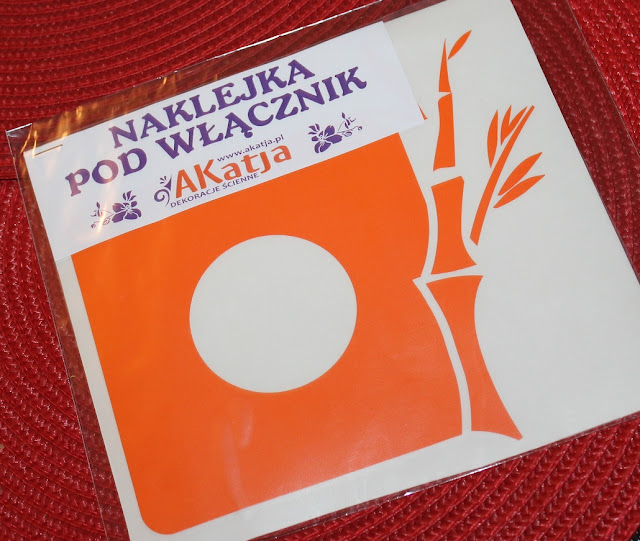 NAKLEJKA
POD WŁĄCZNIK
www.akatja.pl
AKatja
DEKORACJE ŚCIENNE